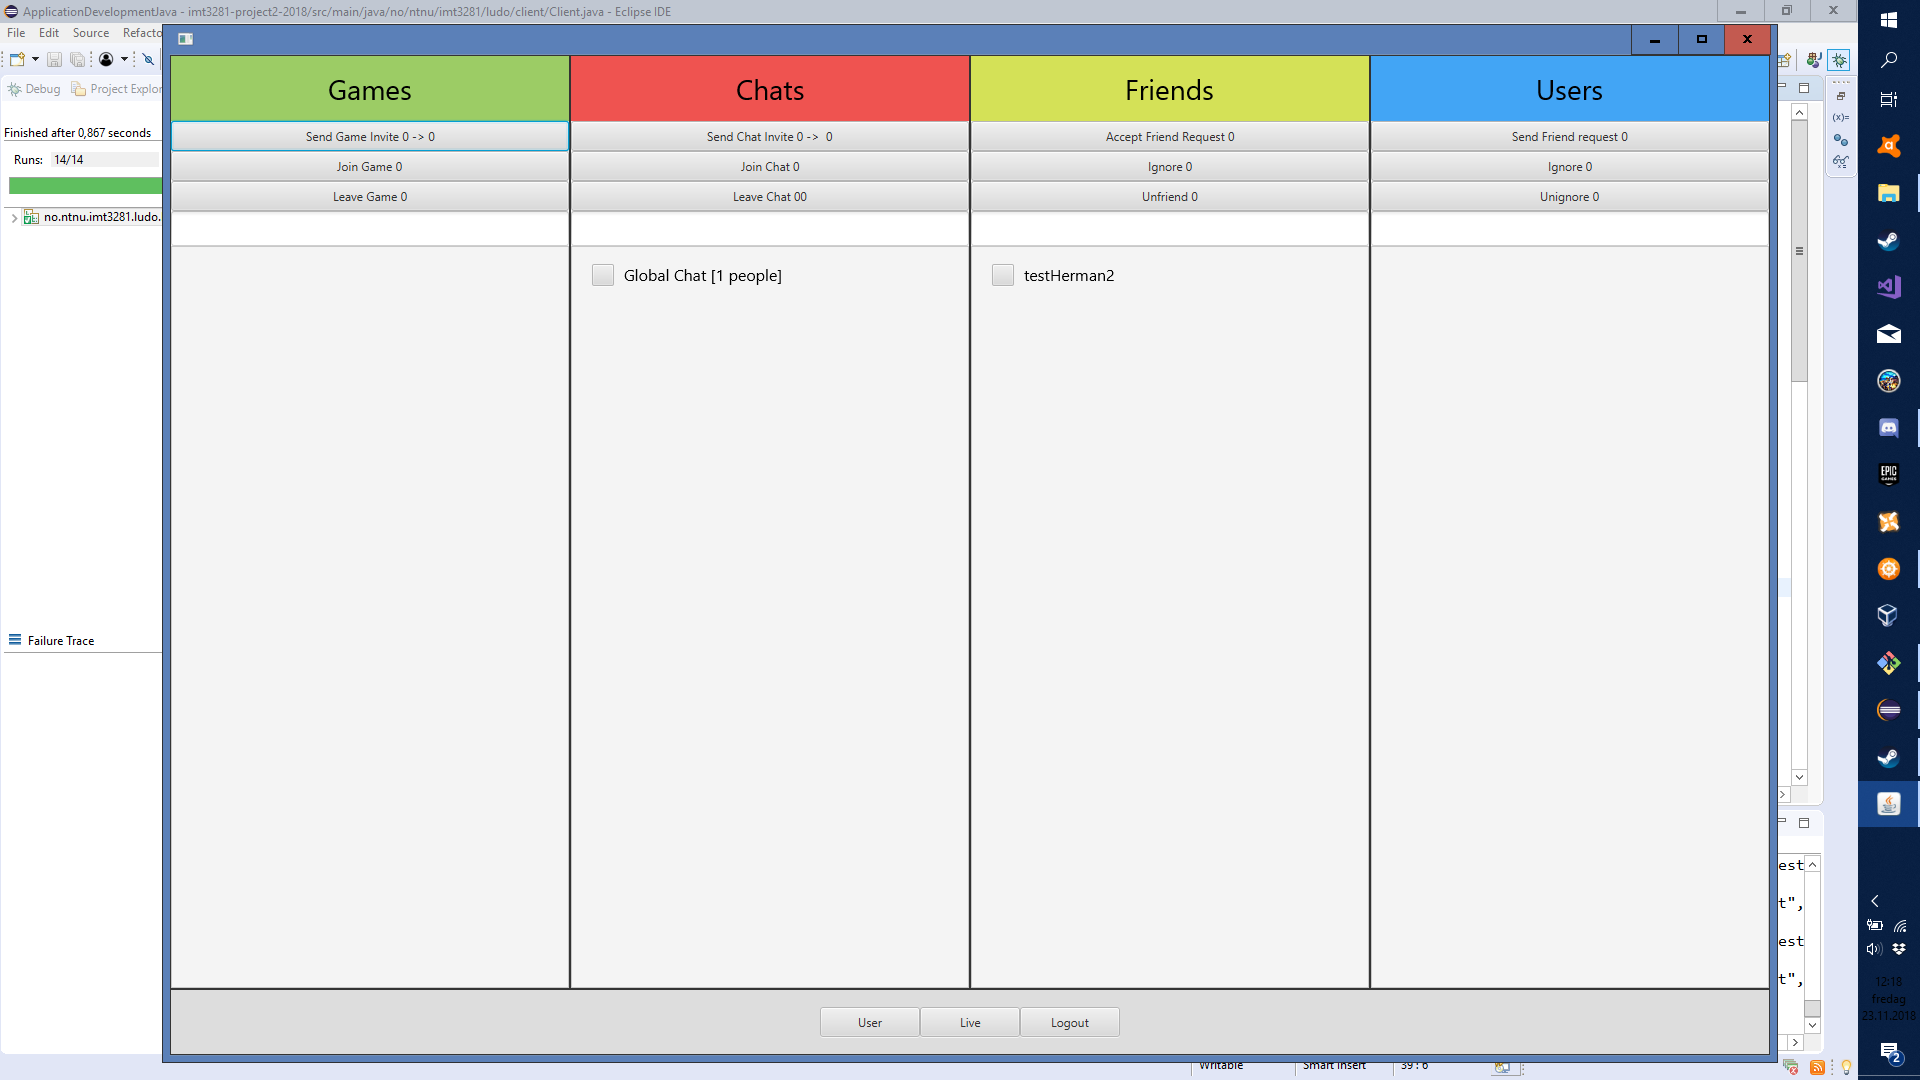 ApplicationDevelopmentJava - imt3281-project2-2018/src/main/java/no/ntnu/imt3281/ludo/client/Client.java - Eclipse IDE
File Edit Source Refacto
Debug Project Explor
Finished after 0,867 seconds
Runs: 14/14
no.ntnu.imt3281.ludo.
Failure Trace
Games
Send Game Invite 0 -> 0
Join Game 0
Leave Game 0
Chats
Send Chat Invite 0 -> 0
Join Chat 0
Leave Chat 00
Global Chat [1 people]
Friends
Accept Friend Request 0
Ignore 0
Unfriend 0
testHerman2
Users
Send Friend request 0
Ignore 0
Unignore 0
User Live Logout
(x)=
est
t",
est
t",
Writable Smart Insert 39 : 6
EPIC
GAMES
12:18
fredag
23.11.2018
2